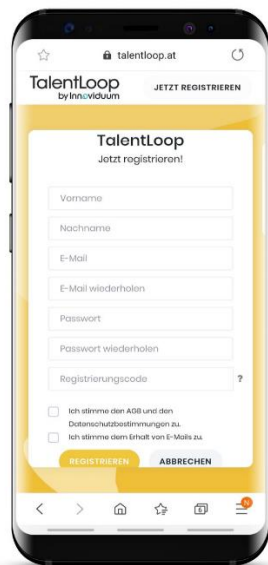 talentloop.at
TalentLoop
by Innoviduum
JETZT REGISTRIEREN
TalentLoop
Jetzt registrieren!
Vorname
Nachname
E-Mail
E-Mail wiederholen
Passwort
Passwort wiederholen
Registrierungscode
?
Ich stimme den AGB und den
Datenschutzbestimmungen zu.
Ich stimme dem Erhalt von E-Mails zu.
REGISTRIEREN
ABBRECHEN
N